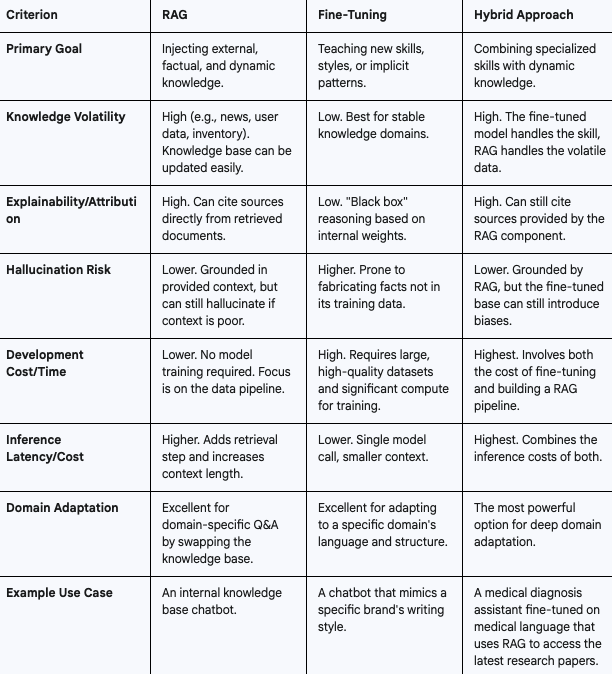 Criterion RAG Fine-Tuning Hybrid Approach
Primary Goal
Injecting external,
factual, and dynamic
knowledge.
Teaching new skills,
styles, or implicit
patterns.
Combining specialized
skills with dynamic
knowledge.
Knowledge Volatility
High (e.g., news, user
data, inventory).
Knowledge base can be
updated easily.
Low. Best for stable
knowledge domains.
High. The fine-tuned
model handles the skill,
RAG handles the volatile
data.
Explainability/Attributi
on
High. Can cite sources
directly from retrieved
documents.
Low. "Black box"
reasoning based on
internal weights.
High. Can still cite
sources provided by the
RAG component.
Hallucination Risk
Lower. Grounded in
provided context, but
can still hallucinate if
context is poor.
Higher. Prone to
fabricating facts not in
its training data.
Lower. Grounded by
RAG, but the fine-tuned
base can still introduce
biases.
Development
Cost/Time
Lower. No model
training required. Focus
is on the data pipeline.
High. Requires large,
high-quality datasets
and significant compute
for training.
Highest. Involves both
the cost of fine-tuning
and building a RAG
pipeline.
Inference
Latency/Cost
Higher. Adds retrieval
step and increases
context length.
Lower. Single model
call, smaller context.
Highest. Combines the
inference costs of both.
Domain Adaptation
Excellent for
domain-specific Q&A
by swapping the
knowledge base.
Excellent for adapting
to a specific domain's
language and structure.
The most powerful
option for deep domain
adaptation.
Example Use Case
An internal knowledge
base chatbot.
A chatbot that mimics a
specific brand's writing
style.
A medical diagnosis
assistant fine-tuned on
medical language that
uses RAG to access the
latest research papers.